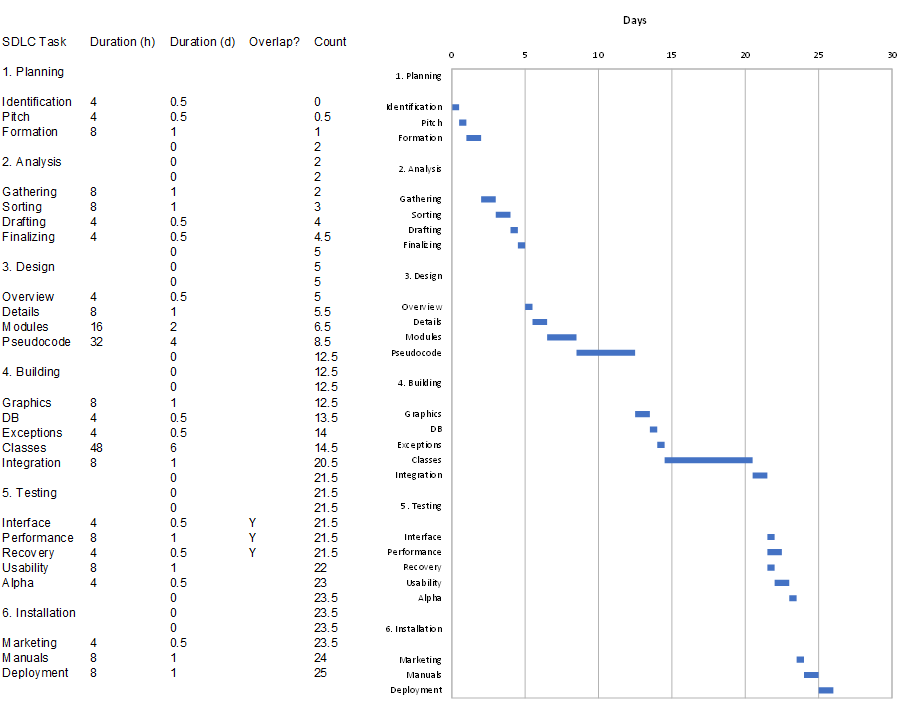 Days
SDLC Task Duration (h) Duration (d) Overlap? Count
0 5 10 15 20 25 30
1. Planning
Identification 4 0.5 0
Pitch 4 0.5 0.5
Formation 8 1 1
0 2
2. Analysis 0 2
0 2
Gathering 8 1 2
Sorting 8 1 3
Drafting 4 0.5 4
Finalizing 4 0.5 4.5
0 5
3. Design 0 5
0 5
Overview 4 0.5 5
Details 8 1 5.5
Modules 16 2 6.5
Pseudocode 32 4 8.5
0 12.5
4. Building 0 12.5
0 12.5
Graphics 8 1 12.5
DB 4 0.5 13.5
Exceptions 4 0.5 14
Classes 48 6 14.5
Integration 8 1 20.5
0 21.5
5. Testing 0 21.5
0 21.5
Interface 4 0.5 Y 21.5
Performance 8 1 Y 21.5
Recovery 4 0.5 Y 21.5
Usability 8 1 22
Alpha 4 0.5 23
0 23.5
6. Installation 0 23.5
0 23.5
Marketing 4 0.5 23.5
Manuals 8 1 24
Deployment 8 1 25
1. Planning
Identification
Pitch
Formation
2. Analysis
Gathering
Sorting
Drafting
Finalizing
3. Design
Overview
Details
Modules
Pseudocode
4. Building
Graphics
DB
Exceptions
Classes
Integration
5. Testing
Interface
Performance
Recovery
Usability
Alpha
6. Installation
Marketing
Manuals
Deployment